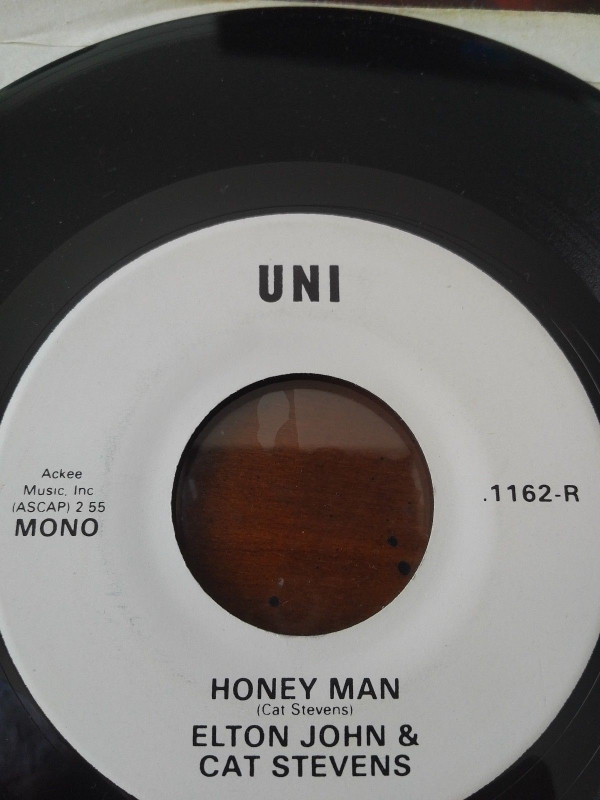 UNI
Ackee
Music, Inc
(ASCAP) 2 55
MONO
.1162-R
HONEY MAN
(Cat Stevens)
ELTON JOHN &
CAT STEVENS